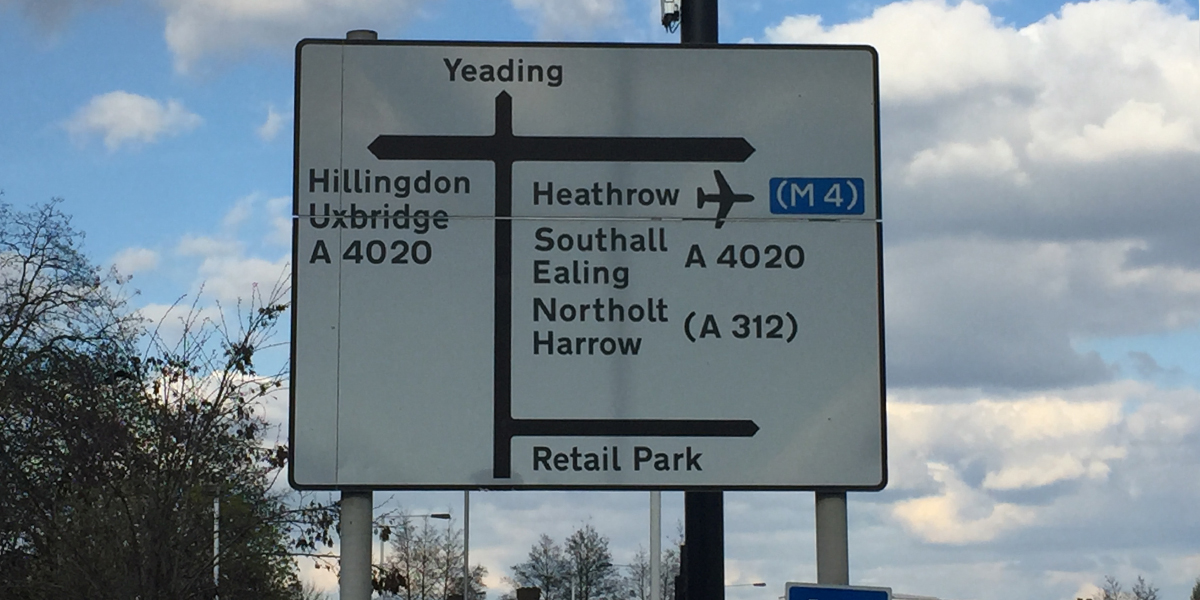 Yeading
Hillingdon
Uxbridge
A 4020
Heathrow (M 4)
Southall
Ealing
A 4020
Northolt
Harrow
(A 312)
Retail Park